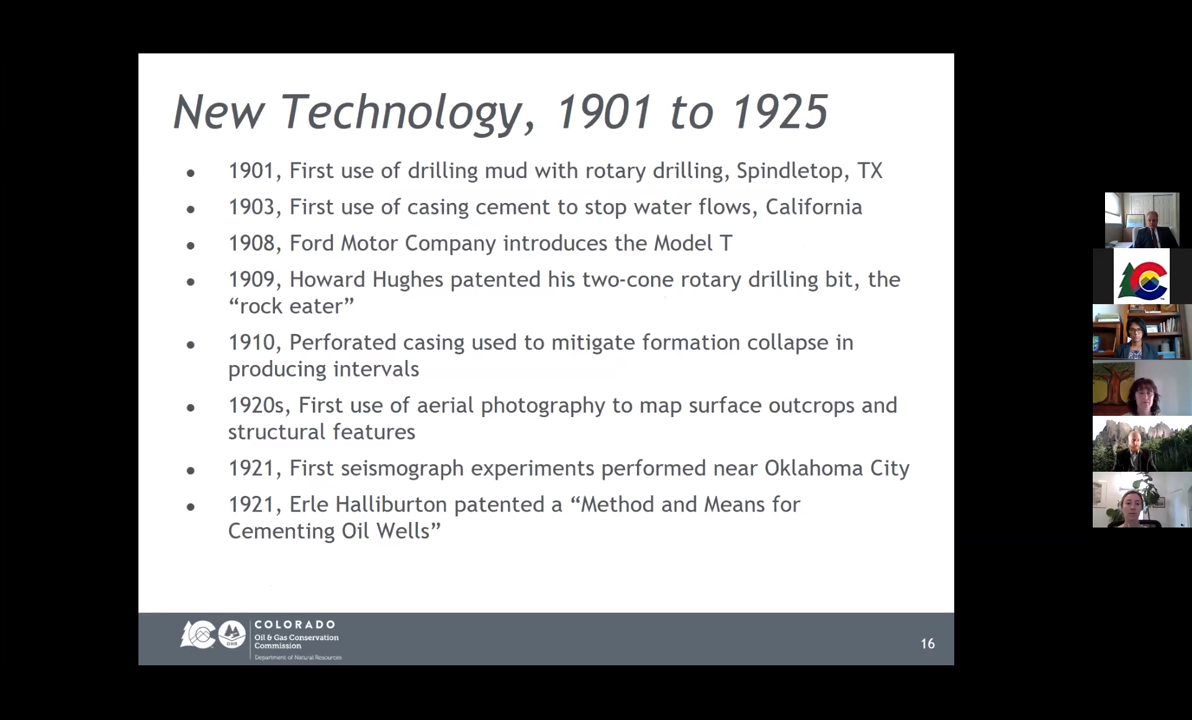 New Technology, 1901 to 1925
• 1901, First use of drilling mud with rotary drilling, Spindletop, TX
• 1903, First use of casing cement to stop water flows, California
• 1908, Ford Motor Company introduces the Model T
• 1909, Howard Hughes patented his two-cone rotary drilling bit, the
“rock eater”
• 1910, Perforated casing used to mitigate formation collapse in
producing intervals
• 1920s, First use of aerial photography to map surface outcrops and
structural features
• 1921, First seismograph experiments performed near Oklahoma City
• 1921, Erle Halliburton patented a “Method and Means for
Cementing Oil Wells”
COLORADO
Oil & Gas Conservation
Commission
Department of Natural Resources
16